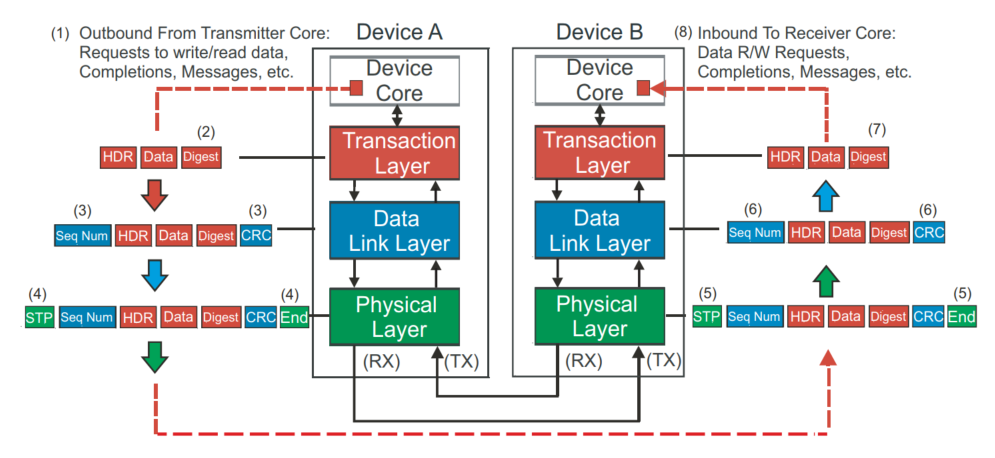 (1) Outbound From Transmitter Core:
Requests to write/read data,
Completions, Messages, etc.
Device A
Device B
(8) Inbound To Receiver Core:
Data R/W Requests,
Completions, Messages, etc.
Device
Core
Device
Core
(2)
HDR Data Digest
Transaction
Layer
Transaction
Layer
(7)
HDR Data Digest
(3) (3)
Seq Num HDR Data Digest CRC
Data
Link Layer
Data
Link Layer
(6) (6)
Seq Num HDR Data Digest CRC
(4) (4)
STP Seq Num HDR Data Digest CRC End
Physical
Layer
Physical
Layer
(5) (5)
STP Seq Num HDR Data Digest CRC End
(RX) (TX)
(RX) (TX)